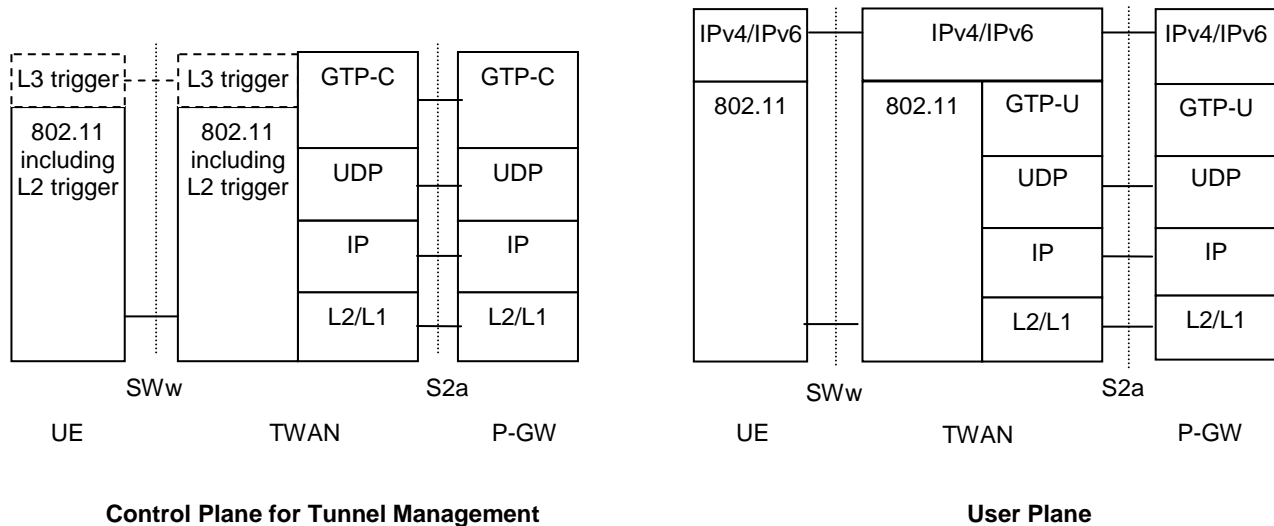 L3 trigger
802.11
including
L2 trigger
L3 trigger
802.11
including
L2 trigger
GTP-C
UDP
IP
L2/L1
GTP-C
UDP
IP
L2/L1
SWw
S2a
UE
TWAN
P-GW
Control Plane for Tunnel Management
IPv4/IPv6
802.11
IPv4/IPv6
802.11
GTP-U
UDP
IP
L2/L1
IPv4/IPv6
GTP-U
UDP
IP
L2/L1
SWw
S2a
UE
TWAN
P-GW
User Plane